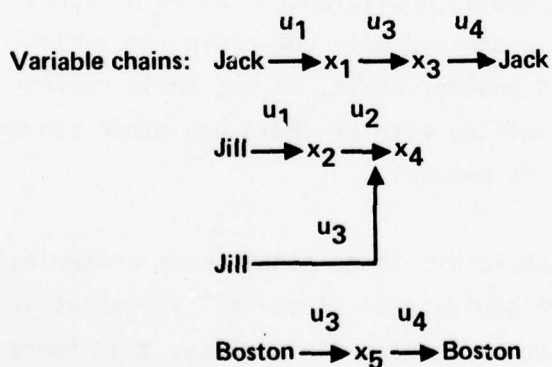 u1 u3 u4
Variable chains: Jack x1 x3 Jack
u1 u2
Jill x2 x4
u3
Jill
u3 u4
Boston x5 Boston